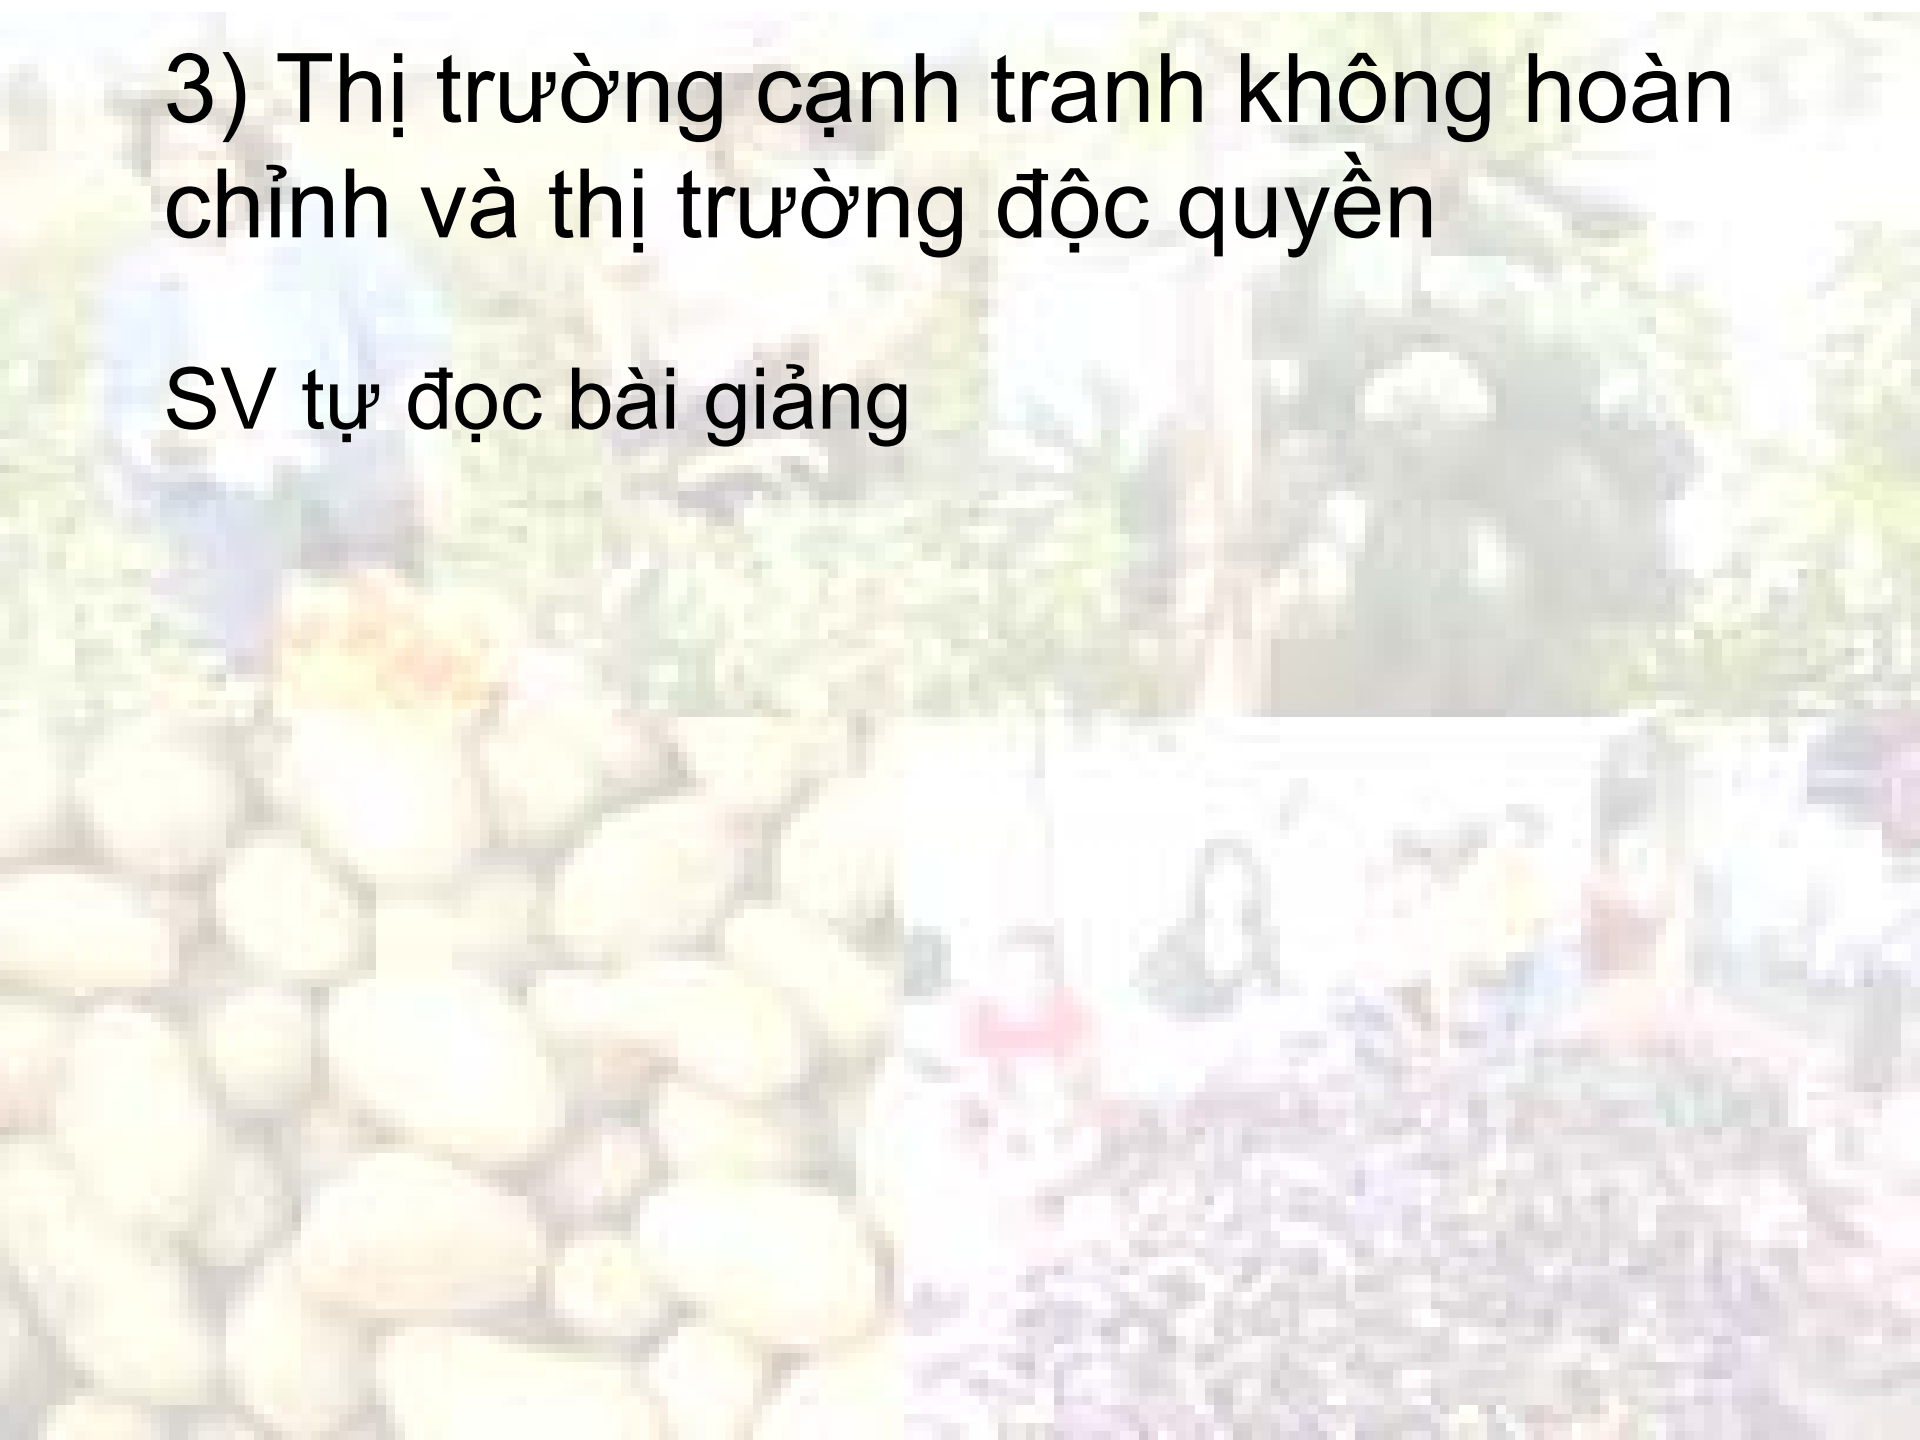 3) Thị trường cạnh tranh không hoàn
chỉnh và thị trường độc quyền
SV tự đọc bài giảng